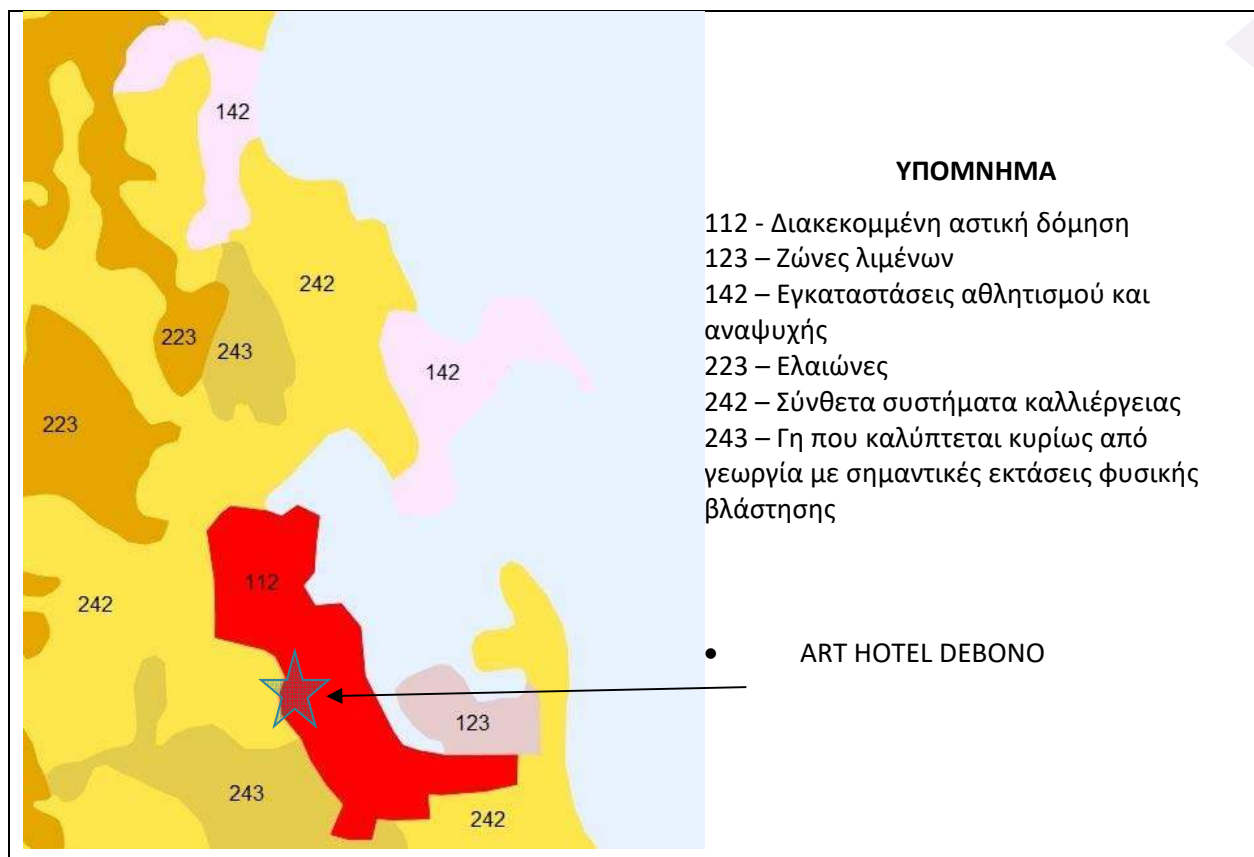 142
ΥΠΟΜΝΗΜΑ
112 - Διακεκομμένη αστική δόμηση
123 – Ζώνες λιμένων
142 – Εγκαταστάσεις αθλητισμού και
αναψυχής
223 – Ελαιώνες
242 – Σύνθετα συστήματα καλλιέργειας
243 – Γη που καλύπτεται κυρίως από
γεωργία με σημαντικές εκτάσεις φυσικής
βλάστησης
242
223
243
142
223
112
242
• ART HOTEL DEBONO
123
243
242